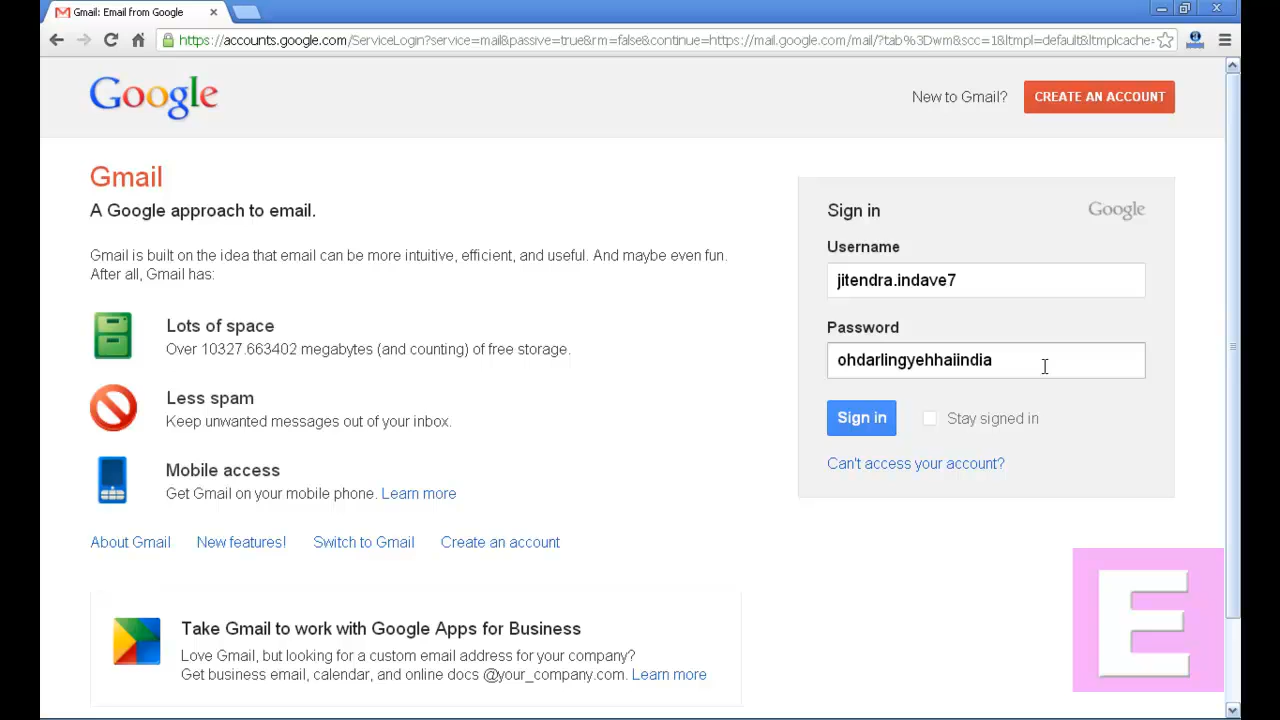 Gmail: Email from Google
https://accounts.google.com/ServiceLogin?service=mail&passive=true&rm=false&continue=https://mail.google.com/mail/?tab%3Dwm&scc=1&ltmpl=default&ltmplcache=
Google
New to Gmail?
CREATE AN ACCOUNT
Gmail
A Google approach to email.
Gmail is built on the idea that email can be more intuitive, efficient, and useful. And maybe even fun.
After all, Gmail has:
Lots of space
Over 10327.663402 megabytes (and counting) of free storage.
Less spam
Keep unwanted messages out of your inbox.
Mobile access
Get Gmail on your mobile phone. Learn more
About Gmail New features! Switch to Gmail Create an account
Take Gmail to work with Google Apps for Business
Love Gmail, but looking for a custom email address for your company?
Get business email, calendar, and online docs @your_company.com. Learn more
Sign in
Google
Username
jitendra.indave7
Password
ohdarlingyehhaiindia
Sign in
Stay signed in
Can't access your account?
E